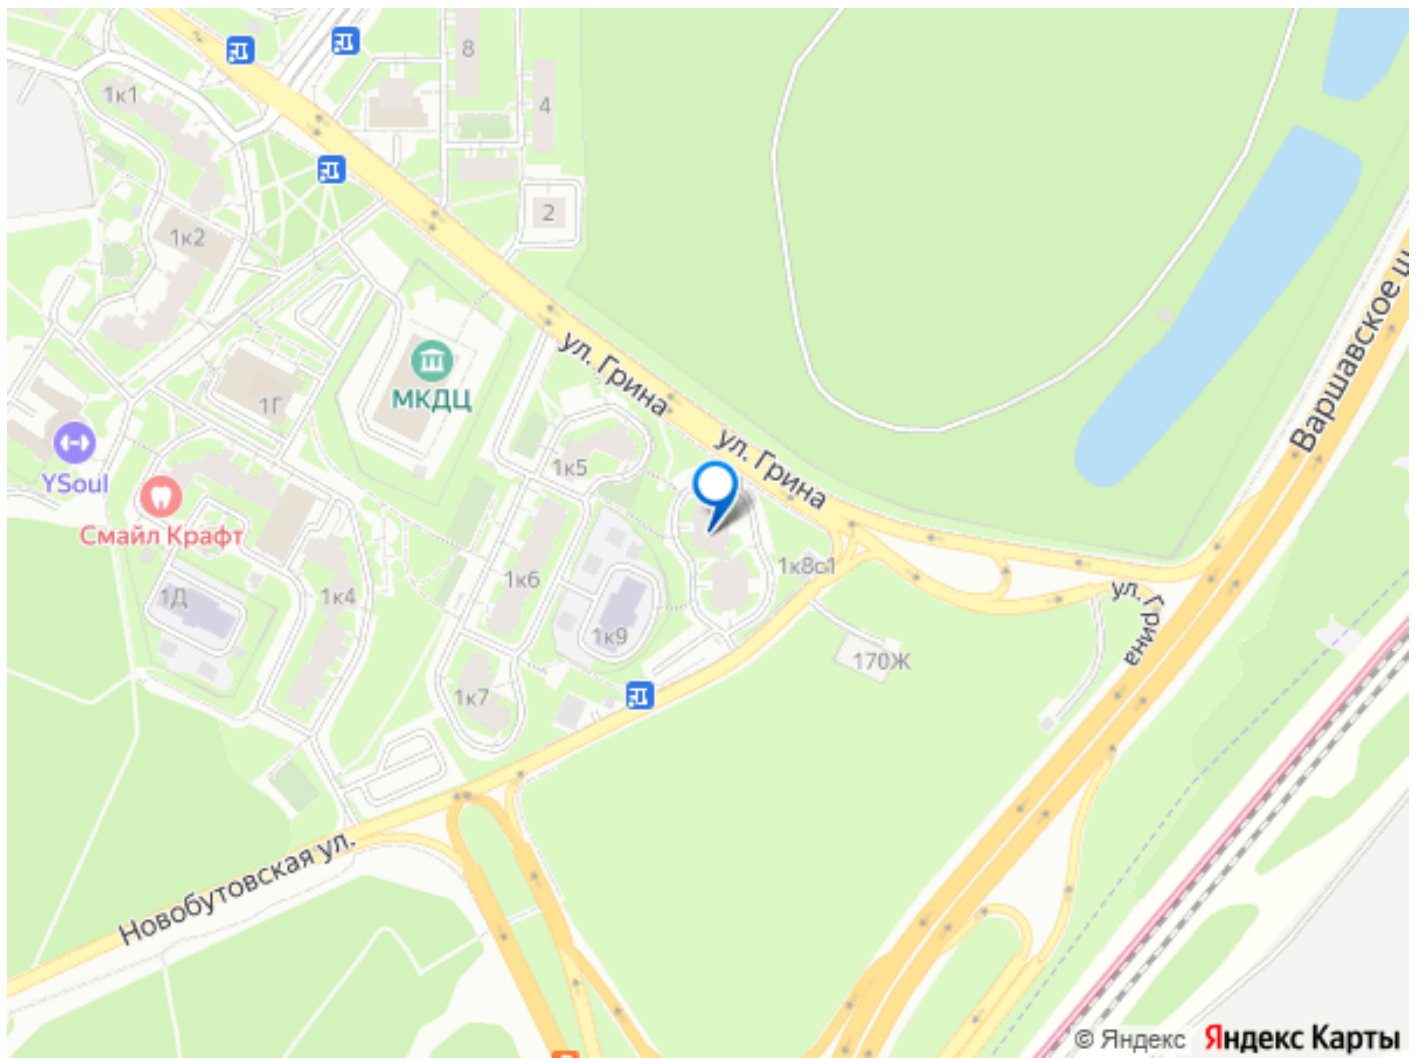 8
1к1
4
2
1к2
Варшавское ш
ул. Грина
МКДЦ
1Г
ул. Грина
YSoul
1к5
Смайл Крафт
1к8с1
1к6
ул. Грина
1Д
1к4
1к9
170Ж
1к7
Новобутовская ул.
© Яндекс
Яндекс Карты